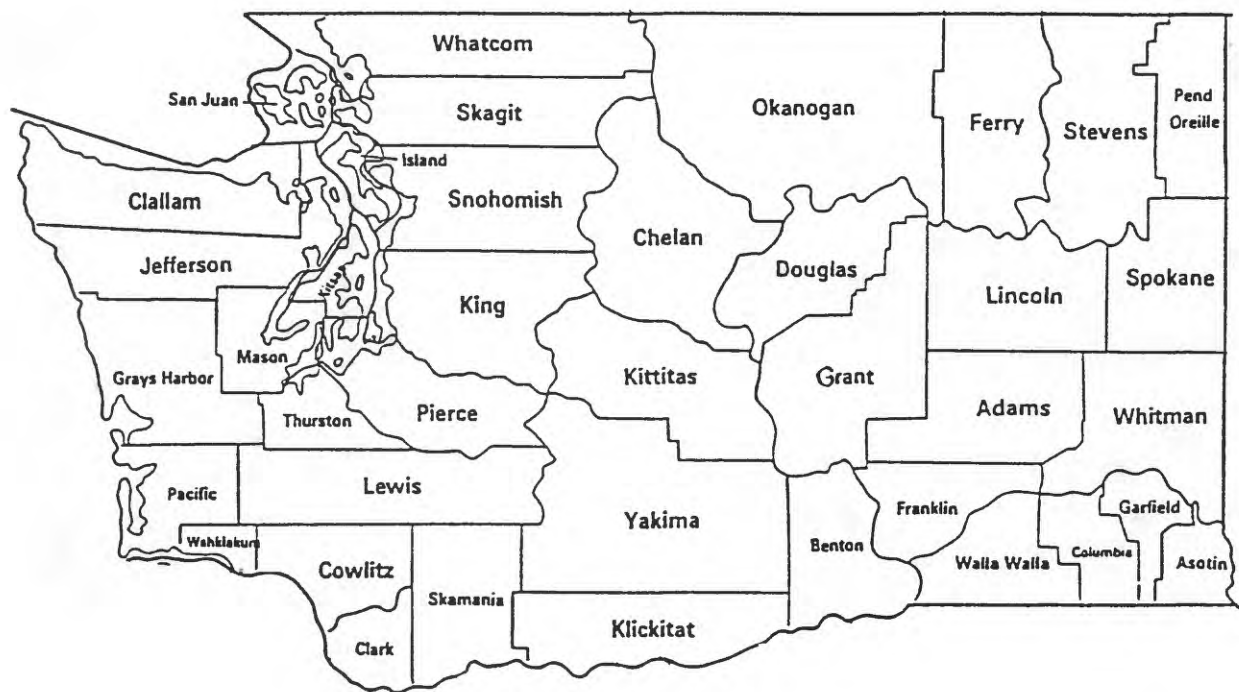 Whatcom
San Juan
Skagit
Okanogan
Ferry
Stevens
Pend
Oreille
Island
Clallam
Snohomish
Chelan
Jefferson
Kitsap
Douglas
Lincoln
Spokane
King
Mason
Grays Harbor
Kittitas
Grant
Thurston
Pierce
Adams
Whitman
Pacific
Lewis
Yakima
Franklin
Garfield
Wahkiakum
Benton
Walla Walla
Columbia
Asotin
Cowlitz
Skamania
Clark
Klickitat